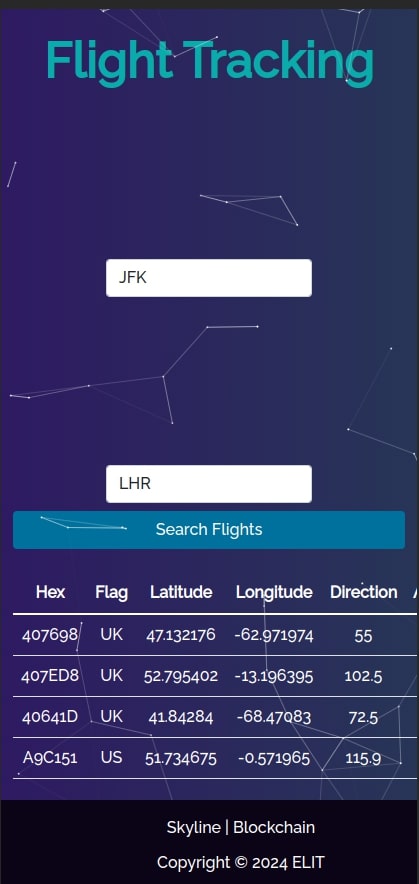 Flight Tracking
JFK
LHR
Search Flights
Hex Flag Latitude Longitude Direction
407698 UK 47.132176 -62.971974 55
407ED8 UK 52.795402 -13.196395 102.5
40641D UK 41.84284 -68.47083 72.5
A9C151 US 51.734675 -0.571965 115.9
Skyline | Blockchain
Copyright © 2024 ELIT